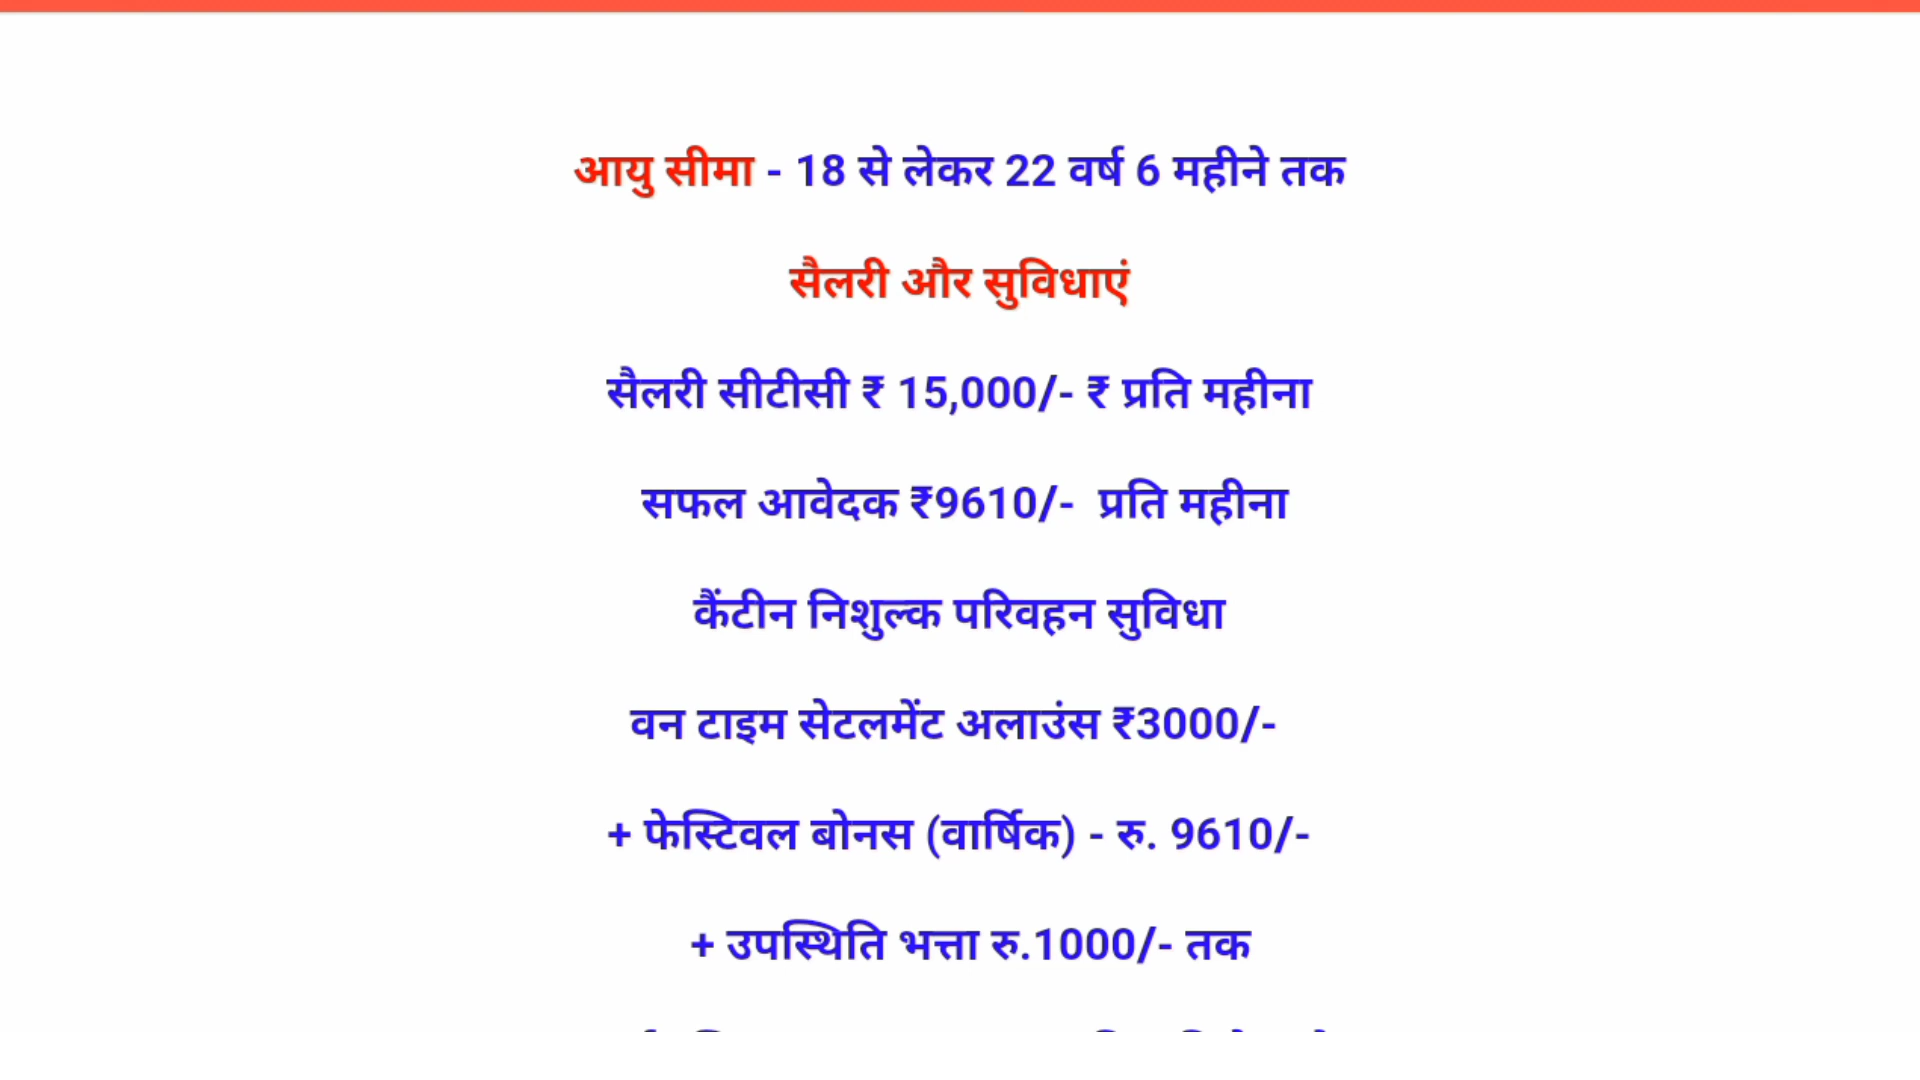 आयु सीमा - 18 से लेकर 22 वर्ष 6 महीने तक
सैलरी और सुविधाएं
सैलरी सीटीसी ₹ 15,000/- ₹ प्रति महीना
सफल आवेदक ₹9610/- प्रति महीना
कैंटीन निशुल्क परिवहन सुविधा
वन टाइम सेटलमेंट अलाउंस ₹3000/-
+ फेस्टिवल बोनस (वार्षिक) - रु. 9610/-
+ उपस्थिति भत्ता रु.1000/- तक